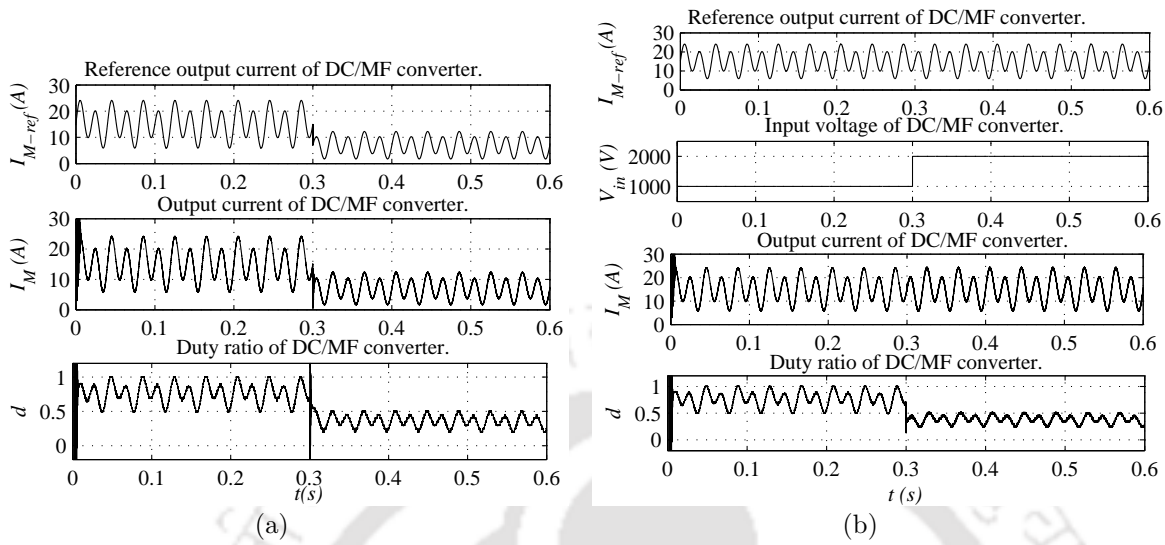 Reference output current of DC/MF converter.
I_{M-ref}(A)
30
20
10
0
0 0.1 0.2 0.3 0.4 0.5 0.6
Output current of DC/MF converter.
I_M(A)
30
20
10
0
0 0.1 0.2 0.3 0.4 0.5 0.6
Duty ratio of DC/MF converter.
d
1
0.5
0
0 0.1 0.2 0.3 0.4 0.5 0.6
t(s)
(a)
Reference output current of DC/MF converter.
I_{M-ref}(A)
30
20
10
0
0 0.1 0.2 0.3 0.4 0.5 0.6
Input voltage of DC/MF converter.
V_{in}(V)
2000
1000
0 0.1 0.2 0.3 0.4 0.5 0.6
Output current of DC/MF converter.
I_M(A)
30
20
10
0
0 0.1 0.2 0.3 0.4 0.5 0.6
Duty ratio of DC/MF converter.
d
1
0.5
0
0 0.1 0.2 0.3 0.4 0.5 0.6
t(s)
(b)